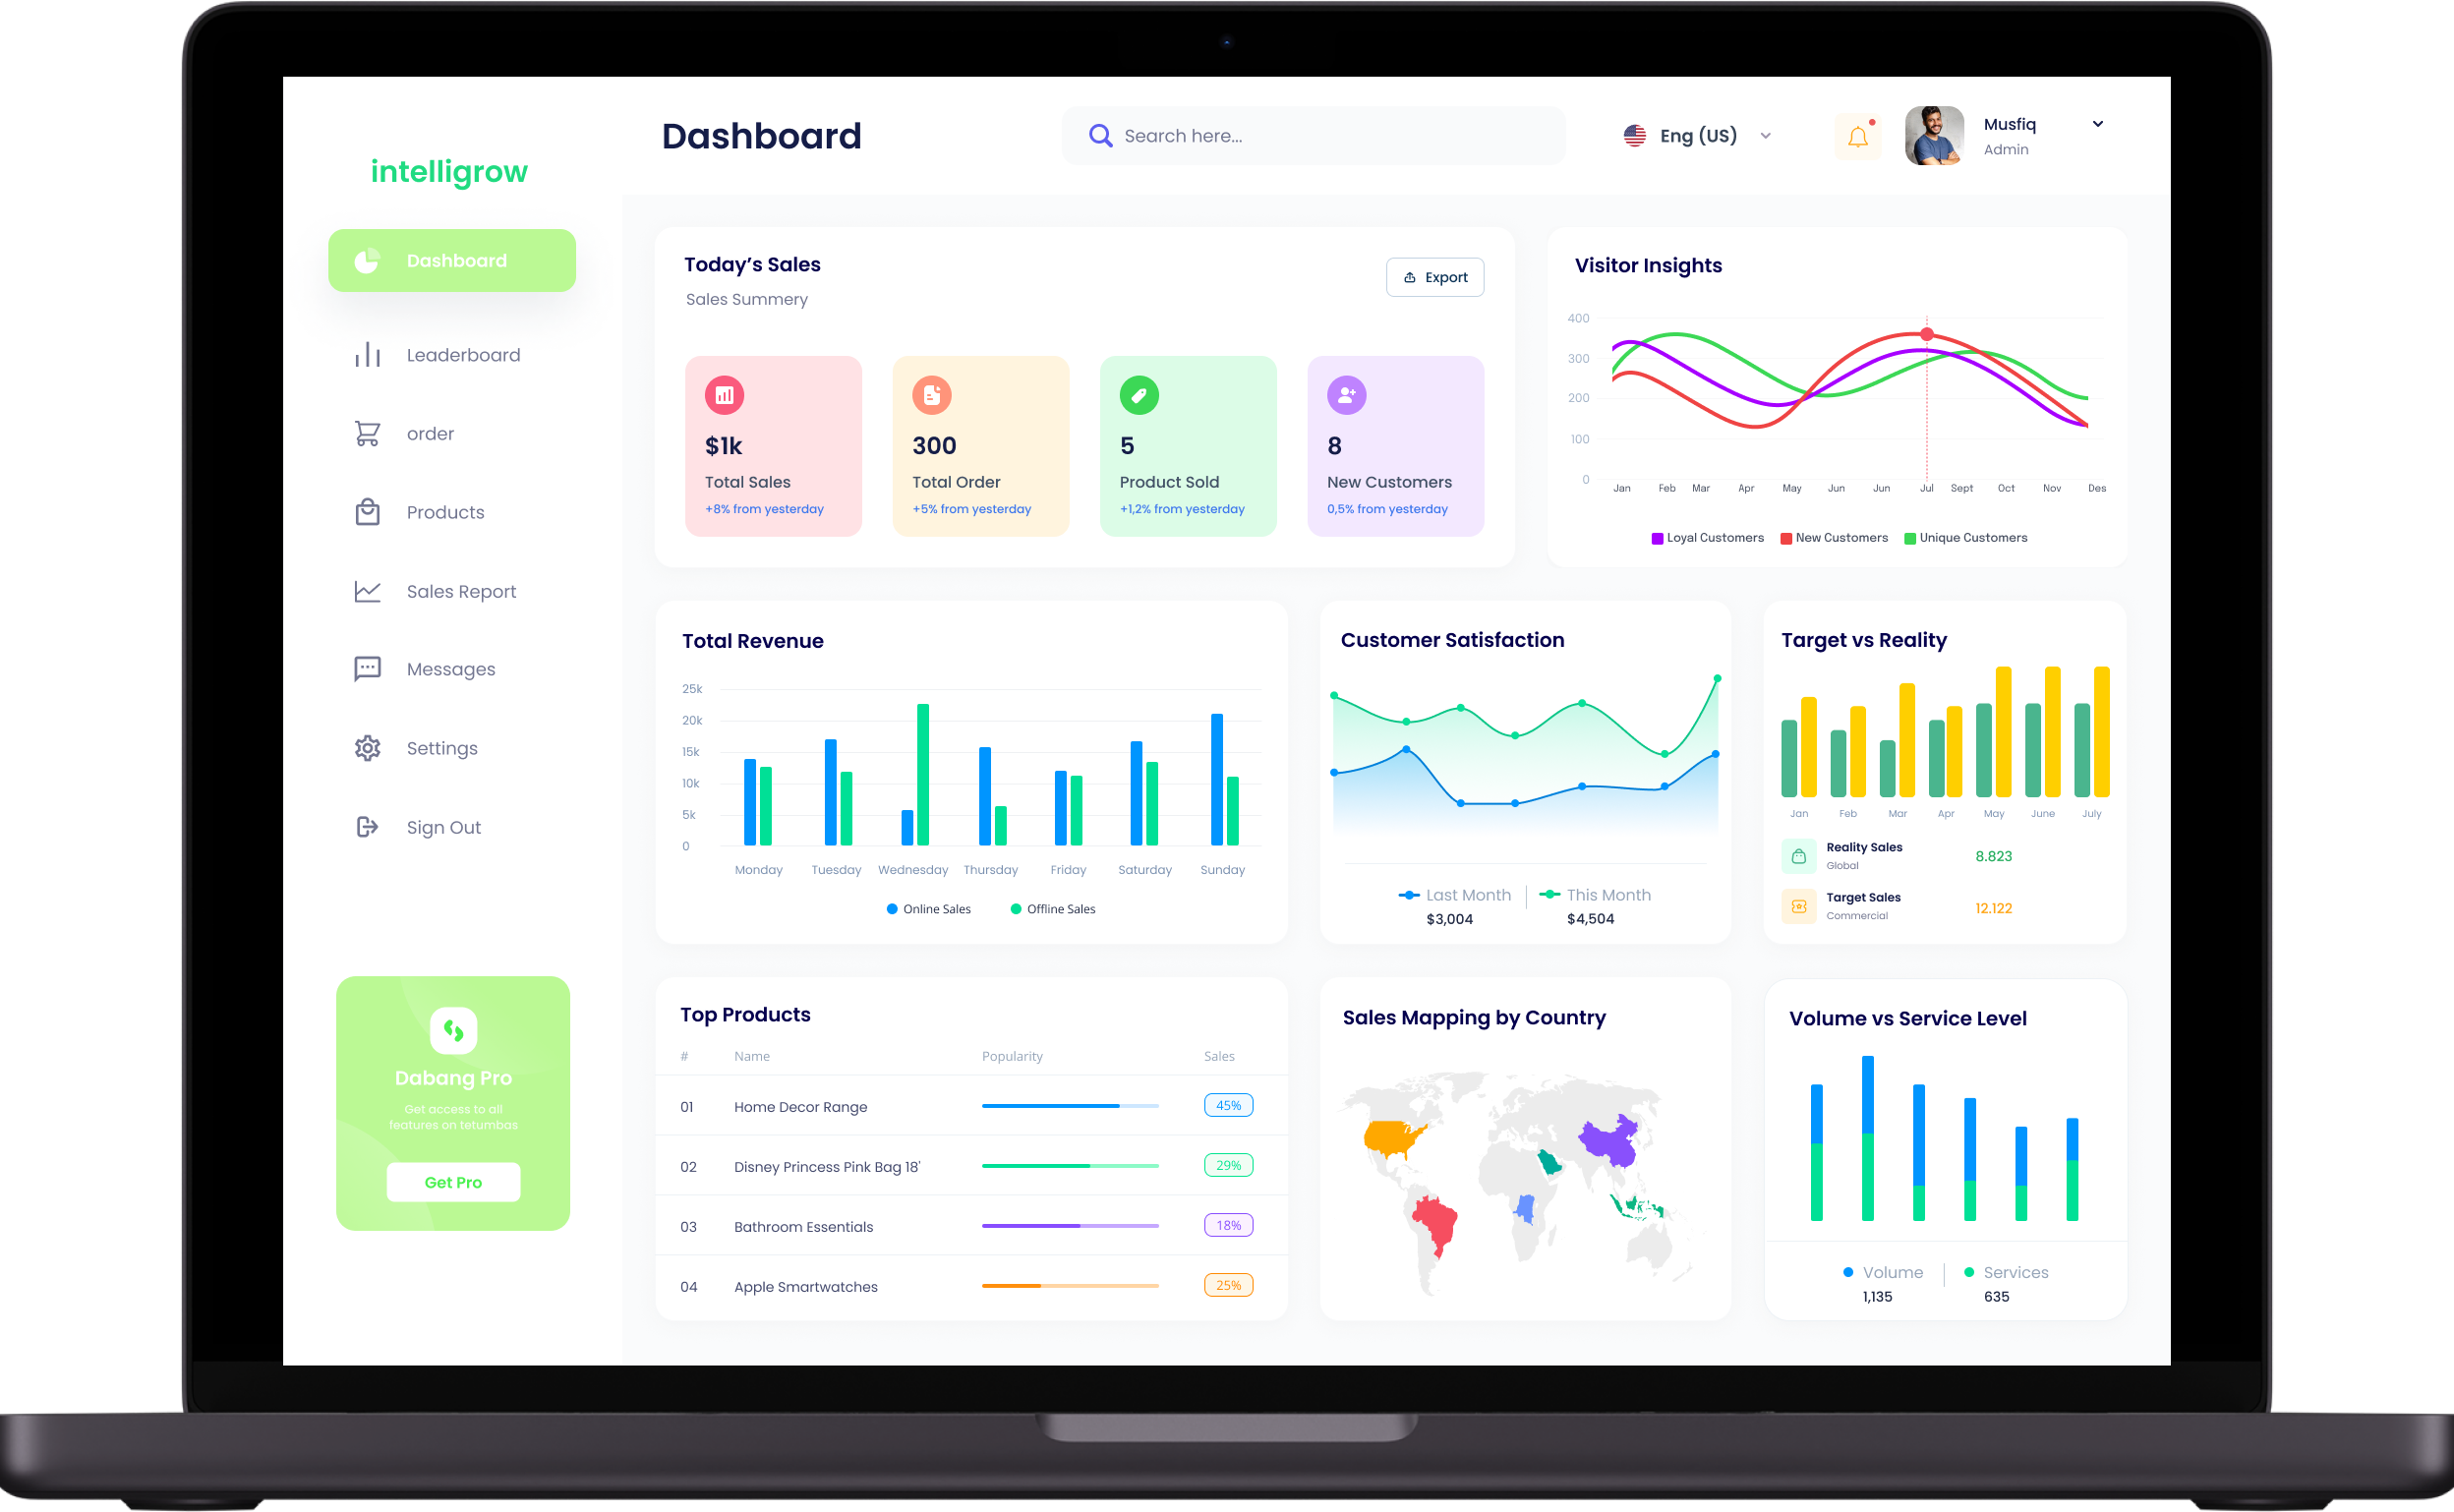 intelligrow
Dashboard
Leaderboard
order
Products
Sales Report
Messages
Settings
Sign Out
Dabang Pro
Get access to all
features on tetumbas
Get Pro
Dashboard
Search here...
Eng (US)
Musfiq
Admin
Today’s Sales
Sales Summery
Export
$1k
Total Sales
+8% from yesterday
300
Total Order
+5% from yesterday
5
Product Sold
+1,2% from yesterday
8
New Customers
0,5% from yesterday
Visitor Insights
400
300
200
100
0
Jan Feb Mar Apr May Jun Jun Jul Sept Oct Nov Des
Loyal Customers New Customers Unique Customers
Total Revenue
25k
20k
15k
10k
5k
0
Monday Tuesday Wednesday Thursday Friday Saturday Sunday
Online Sales Offline Sales
Customer Satisfaction
Last Month This Month
$3,004 $4,504
Target vs Reality
Jan Feb Mar Apr May June July
Reality Sales
Global
8.823
Target Sales
Commercial
12.122
Top Products
# Name Popularity Sales
01 Home Decor Range 45%
02 Disney Princess Pink Bag 18' 29%
03 Bathroom Essentials 18%
04 Apple Smartwatches 25%
Sales Mapping by Country
Volume vs Service Level
Volume Services
1,135 635